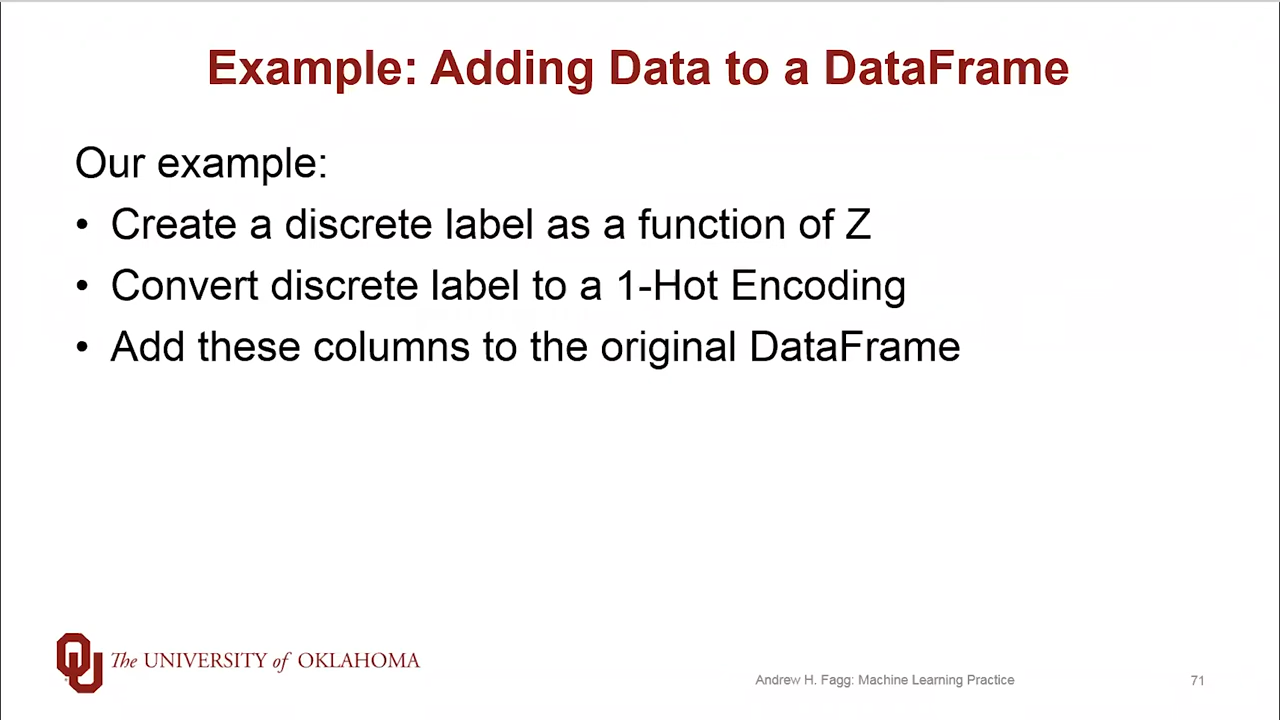 Example: Adding Data to a DataFrame
Our example:
• Create a discrete label as a function of Z
• Convert discrete label to a 1-Hot Encoding
• Add these columns to the original DataFrame
The UNIVERSITY of OKLAHOMA
Andrew H. Fagg: Machine Learning Practice
71